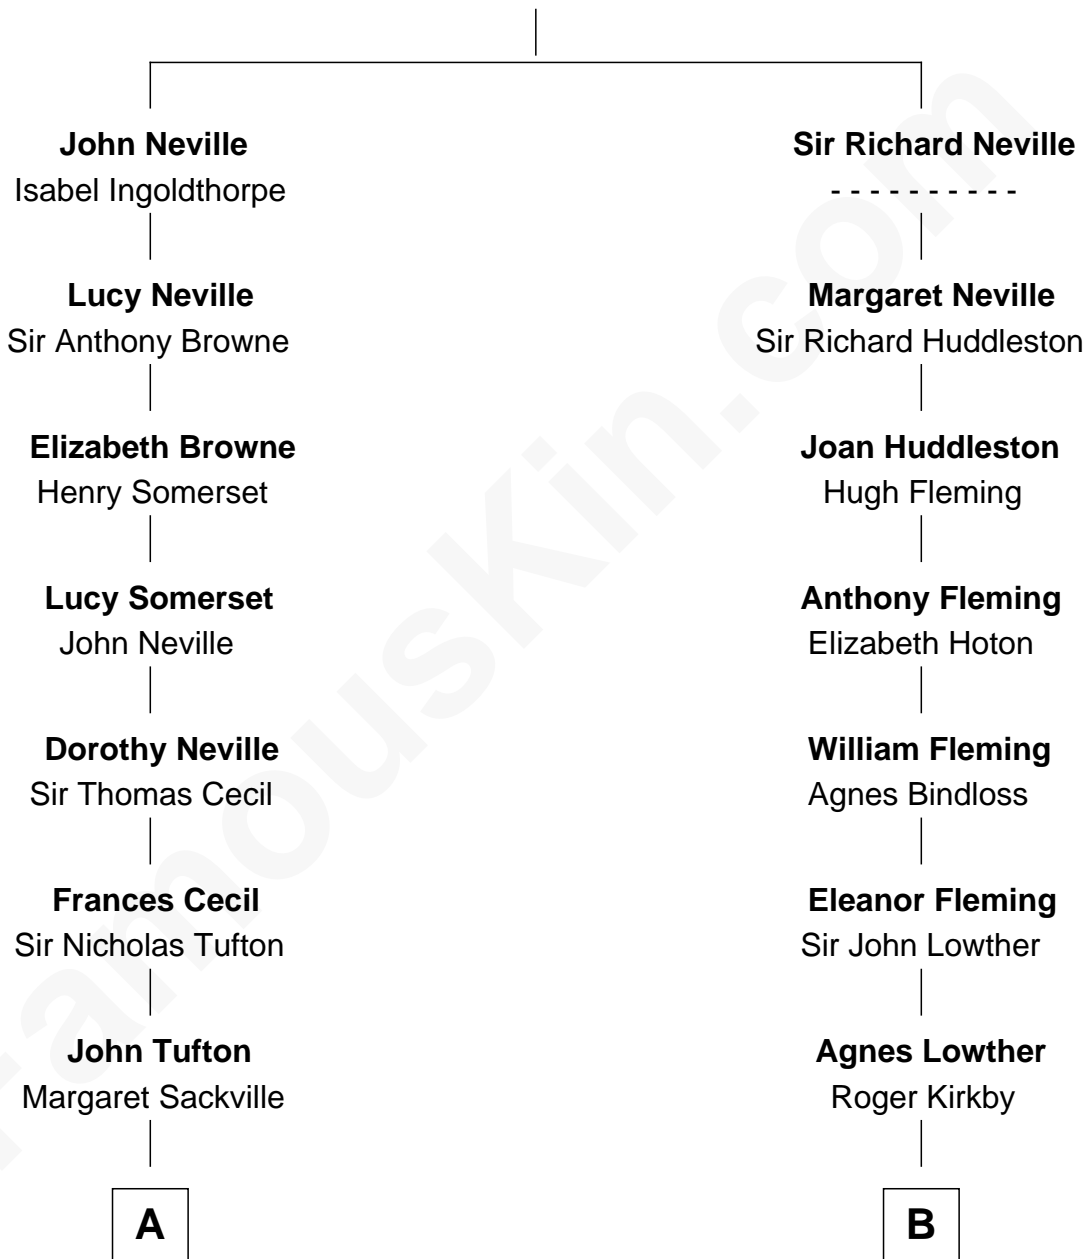 John Neville
Isabel Ingoldthorpe
Lucy Neville
Sir Anthony Browne
Elizabeth Browne
Henry Somerset
Lucy Somerset
John Neville
Dorothy Neville
Sir Thomas Cecil
Frances Cecil
Sir Nicholas Tufton
John Tufton
Margaret Sackville
A
Sir Richard Neville
- - - - - - - - - -
Margaret Neville
Sir Richard Huddleston
Joan Huddleston
Hugh Fleming
Anthony Fleming
Elizabeth Hoton
William Fleming
Agnes Bindloss
Eleanor Fleming
Sir John Lowther
Agnes Lowther
Roger Kirkby
B
FamousKin.com